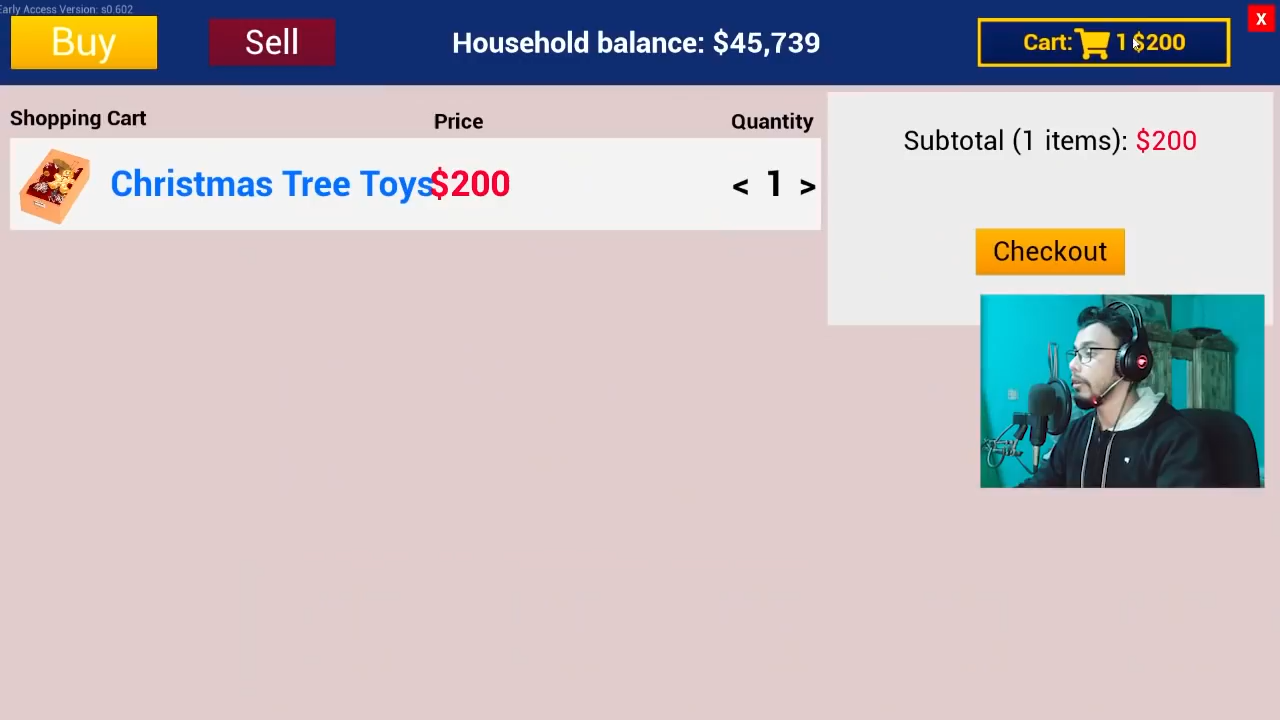 Early Access Version: s0.602
Buy
Sell
Household balance: $45,739
Cart: 1 $200
X
Shopping Cart
Price
Quantity
Christmas Tree Toys
$200
< 1 >
Subtotal (1 items): $200
Checkout